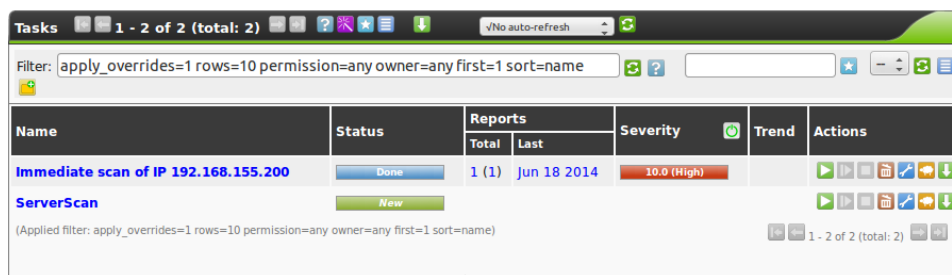 Tasks 1 - 2 of 2 (total: 2) ? √No auto-refresh
Filter: apply_overrides=1 rows=10 permission=any owner=any first=1 sort=name ? --
Name Status Reports Severity Trend Actions
Total Last
Immediate scan of IP 192.168.155.200 Done 1 (1) Jun 18 2014 10.0 (High)
ServerScan New
(Applied filter: apply_overrides=1 rows=10 permission=any owner=any first=1 sort=name) 1 - 2 of 2 (total: 2)